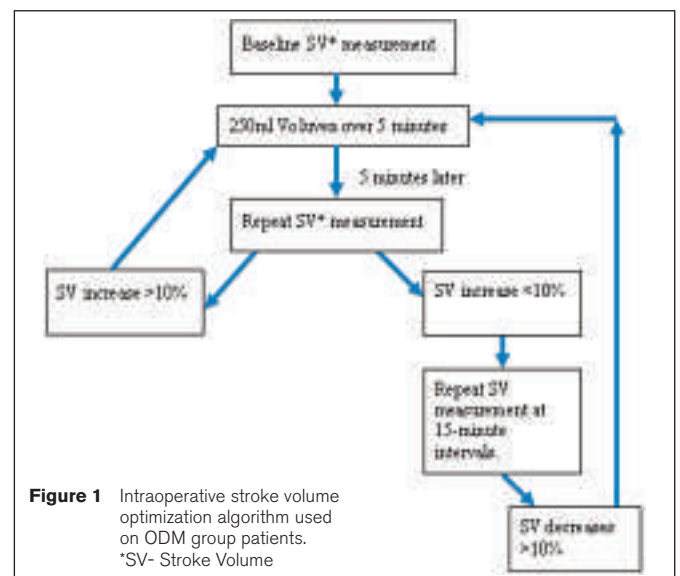 Baseline SV* measurement
250ml Voluven over 5 minutes
5 minutes later
Repeat SV* measurement
SV increase >10%
SV increase <10%
Repeat SV
measurement at
15-minute
intervals.
SV decreases
>10%
Figure 1 Intraoperative stroke volume
optimization algorithm used
on ODM group patients.
*SV- Stroke Volume